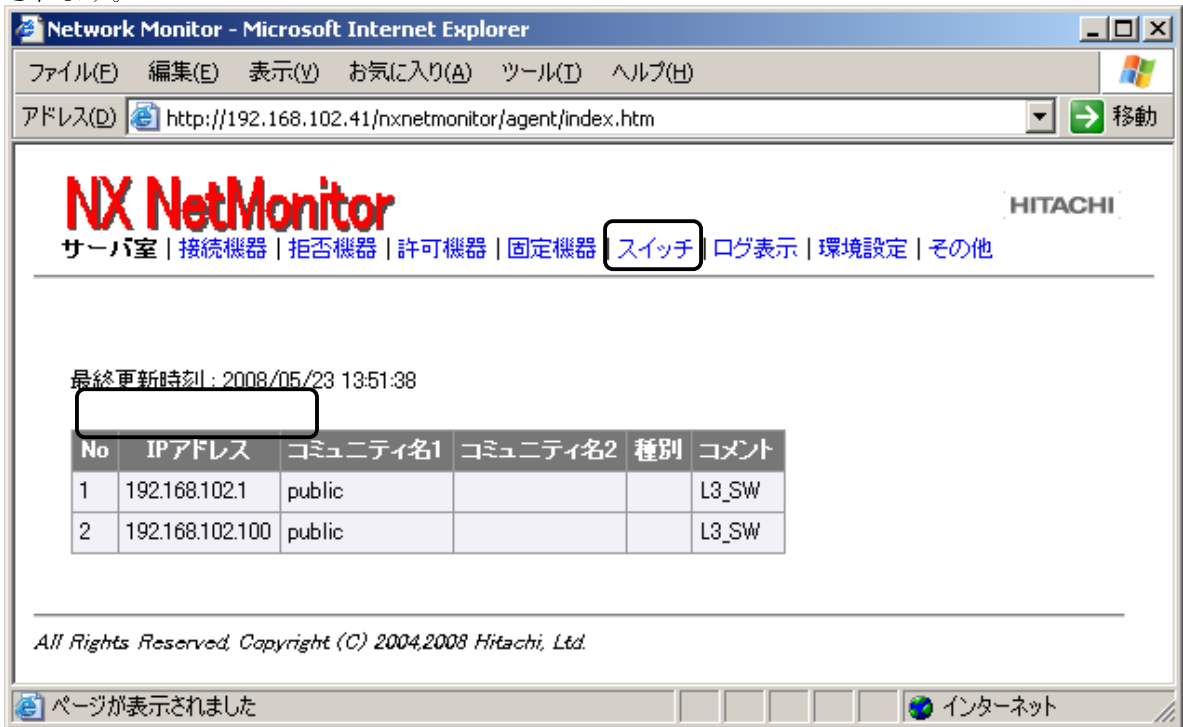 Network Monitor - Microsoft Internet Explorer
ファイル(F) 編集(E) 表示(V) お気に入り(A) ツール(T) ヘルプ(H)
アドレス(D) http://192.168.102.41/nxnetmonitor/agent/index.htm 移動
NX NetMonitor
HITACHI
サーバ室 | 接続機器 | 拒否機器 | 許可機器 | 固定機器 | スイッチ | ログ表示 | 環境設定 | その他
最終更新時刻 : 2008/05/23 13:51:38
No IPアドレス コミュニティ名1 コミュニティ名2 種別 コメント
1 192.168.102.1 public L3_SW
2 192.168.102.100 public L3_SW
All Rights Reserved, Copyright (C) 2004,2008 Hitachi, Ltd.
ページが表示されました インターネット